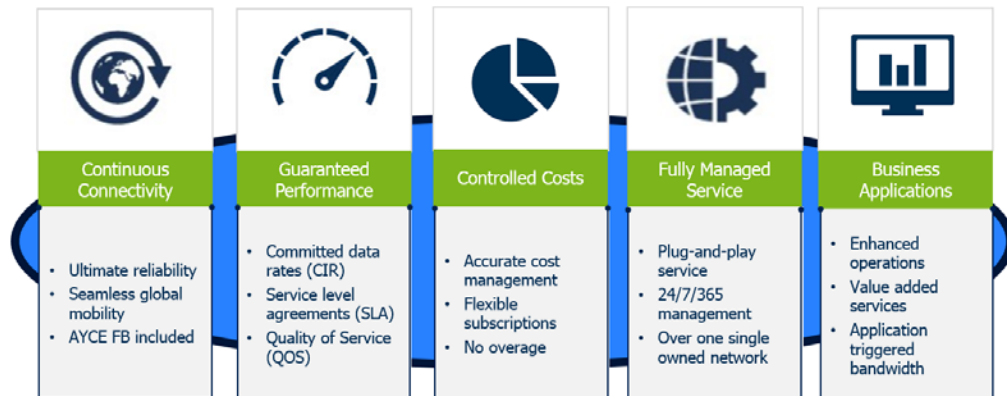 Continuous
Connectivity
• Ultimate reliability
• Seamless global
mobility
• AYCE FB included
Guaranteed
Performance
• Committed data
rates (CIR)
• Service level
agreements (SLA)
• Quality of Service
(QOS)
Controlled Costs
• Accurate cost
management
• Flexible
subscriptions
• No overage
Fully Managed
Service
• Plug-and-play
service
• 24/7/365
management
• Over one single
owned network
Business
Applications
• Enhanced
operations
• Value added
services
• Application
triggered
bandwidth